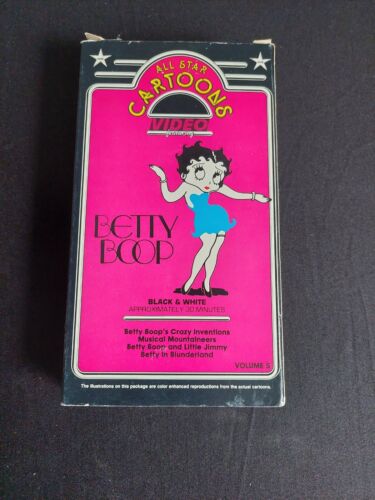 ALL STAR
CARTOONS
VIDEO
featuring
BETTY
BOOP
BLACK & WHITE
APPROXIMATELY 30 MINUTES
Betty Boop's Crazy Inventions
Musical Mountaineers
Betty Boop and Little Jimmy
Betty in Blunderland
VOLUME 5
The illustrations on this package are color enhanced reproductions from the actual cartoons.